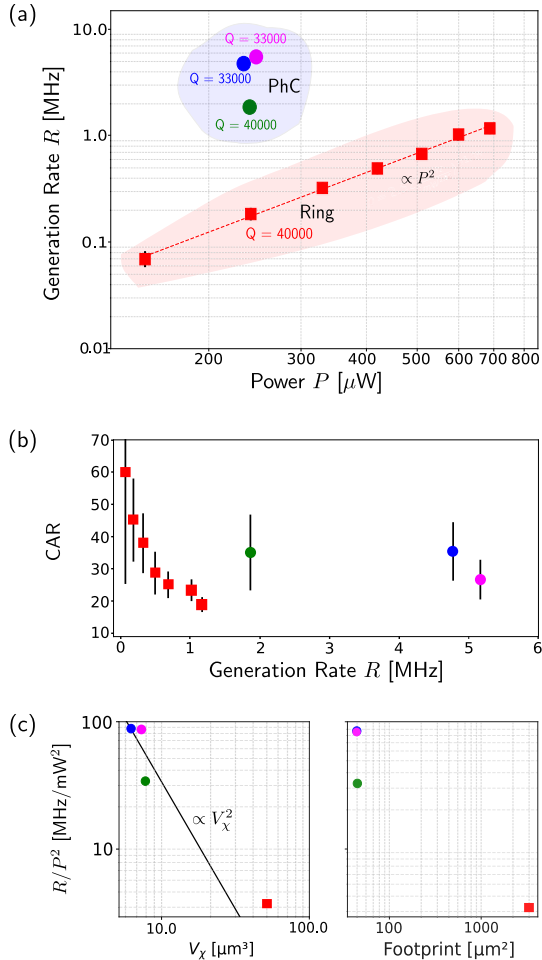 (a)
Generation Rate R [MHz]
10.0
1.0
0.1
0.01
Q = 33000
Q = 33000
PhC
Q = 40000
∝ P²
Ring
Q = 40000
200
300
400
500
600
700
800
Power P [μW]
(b)
CAR
70
60
50
40
30
20
10
0
1
2
3
4
5
6
Generation Rate R [MHz]
(c)
R/P² [MHz/mW²]
100
10
∝ V_χ²
10.0
100.0
V_χ [μm³]
100
1000
Footprint [μm²]